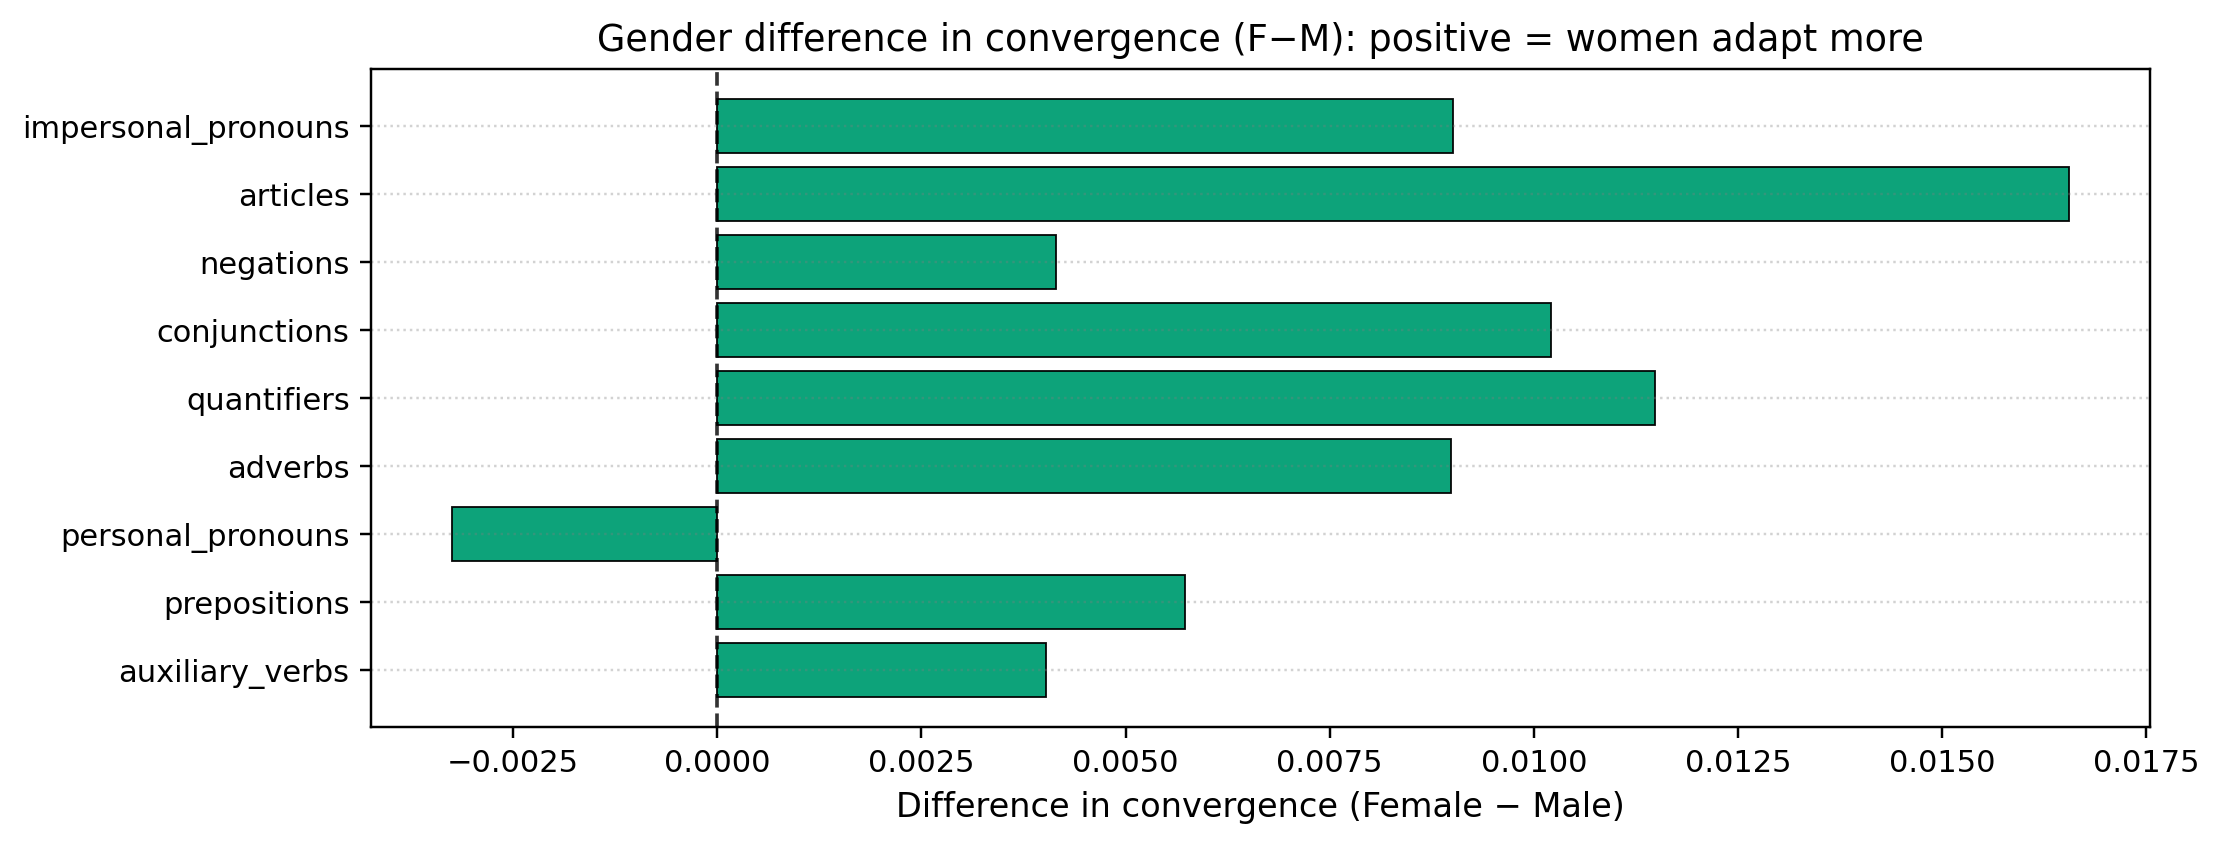 Gender difference in convergence (F−M): positive = women adapt more
impersonal_pronouns
articles
negations
conjunctions
quantifiers
adverbs
personal_pronouns
prepositions
auxiliary_verbs
−0.0025 0.0000 0.0025 0.0050 0.0075 0.0100 0.0125 0.0150 0.0175
Difference in convergence (Female − Male)